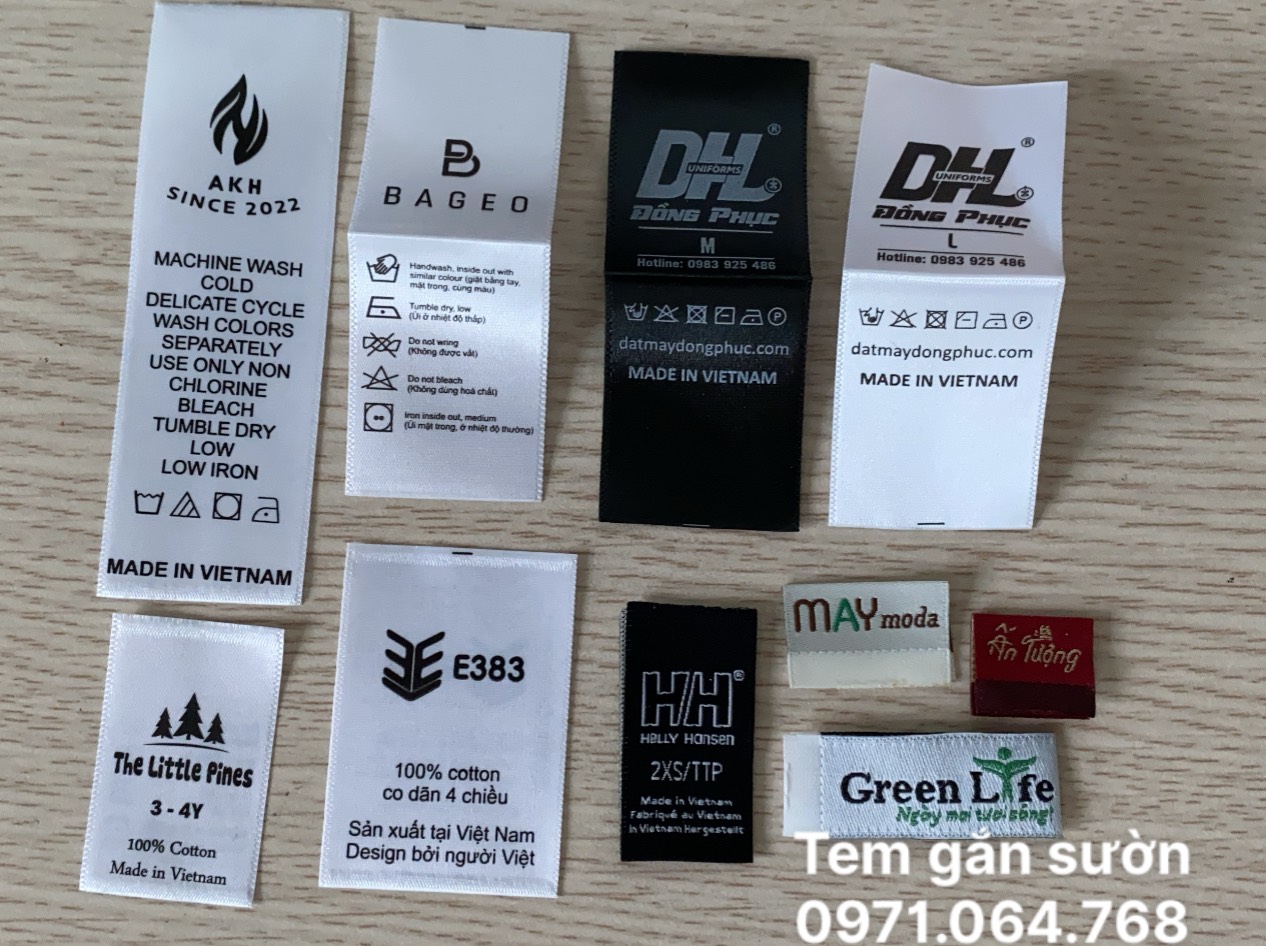 AKH
SINCE 2022
MACHINE WASH
COLD
DELICATE CYCLE
WASH COLORS
SEPARATELY
USE ONLY NON
CHLORINE
BLEACH
TUMBLE DRY
LOW
LOW IRON
MADE IN VIETNAM
B
BAGEO
Handwash, inside out with
similar colour (giặt bằng tay,
mặt trong, cùng màu)
Tumble dry, low
(Ủi ở nhiệt độ thấp)
Do not wring
(Không được vắt)
Do not bleach
(Không dùng hoá chất)
Iron inside out, medium
(Ủi mặt trong, ở nhiệt độ thường)
DHL®
UNIFORMS
ĐỒNG PHỤC
M
Hotline: 0983 925 486
P
datmaydongphuc.com
MADE IN VIETNAM
DHL®
UNIFORMS
ĐỒNG PHỤC
L
Hotline: 0983 925 486
P
datmaydongphuc.com
MADE IN VIETNAM
The Little Pines
3 - 4Y
100% Cotton
Made in Vietnam
E383
100% cotton
co dãn 4 chiều
Sản xuất tại Việt Nam
Design bởi người Việt
HH®
Helly Hansen
2XS/TTP
Made in Vietnam
Fabriqué au Vietnam
in Vietnam Hergestellt
MAY moda
Ấn Tượng
Green Life
Ngày mai tươi sáng!
Tem gắn sườn
0971.064.768